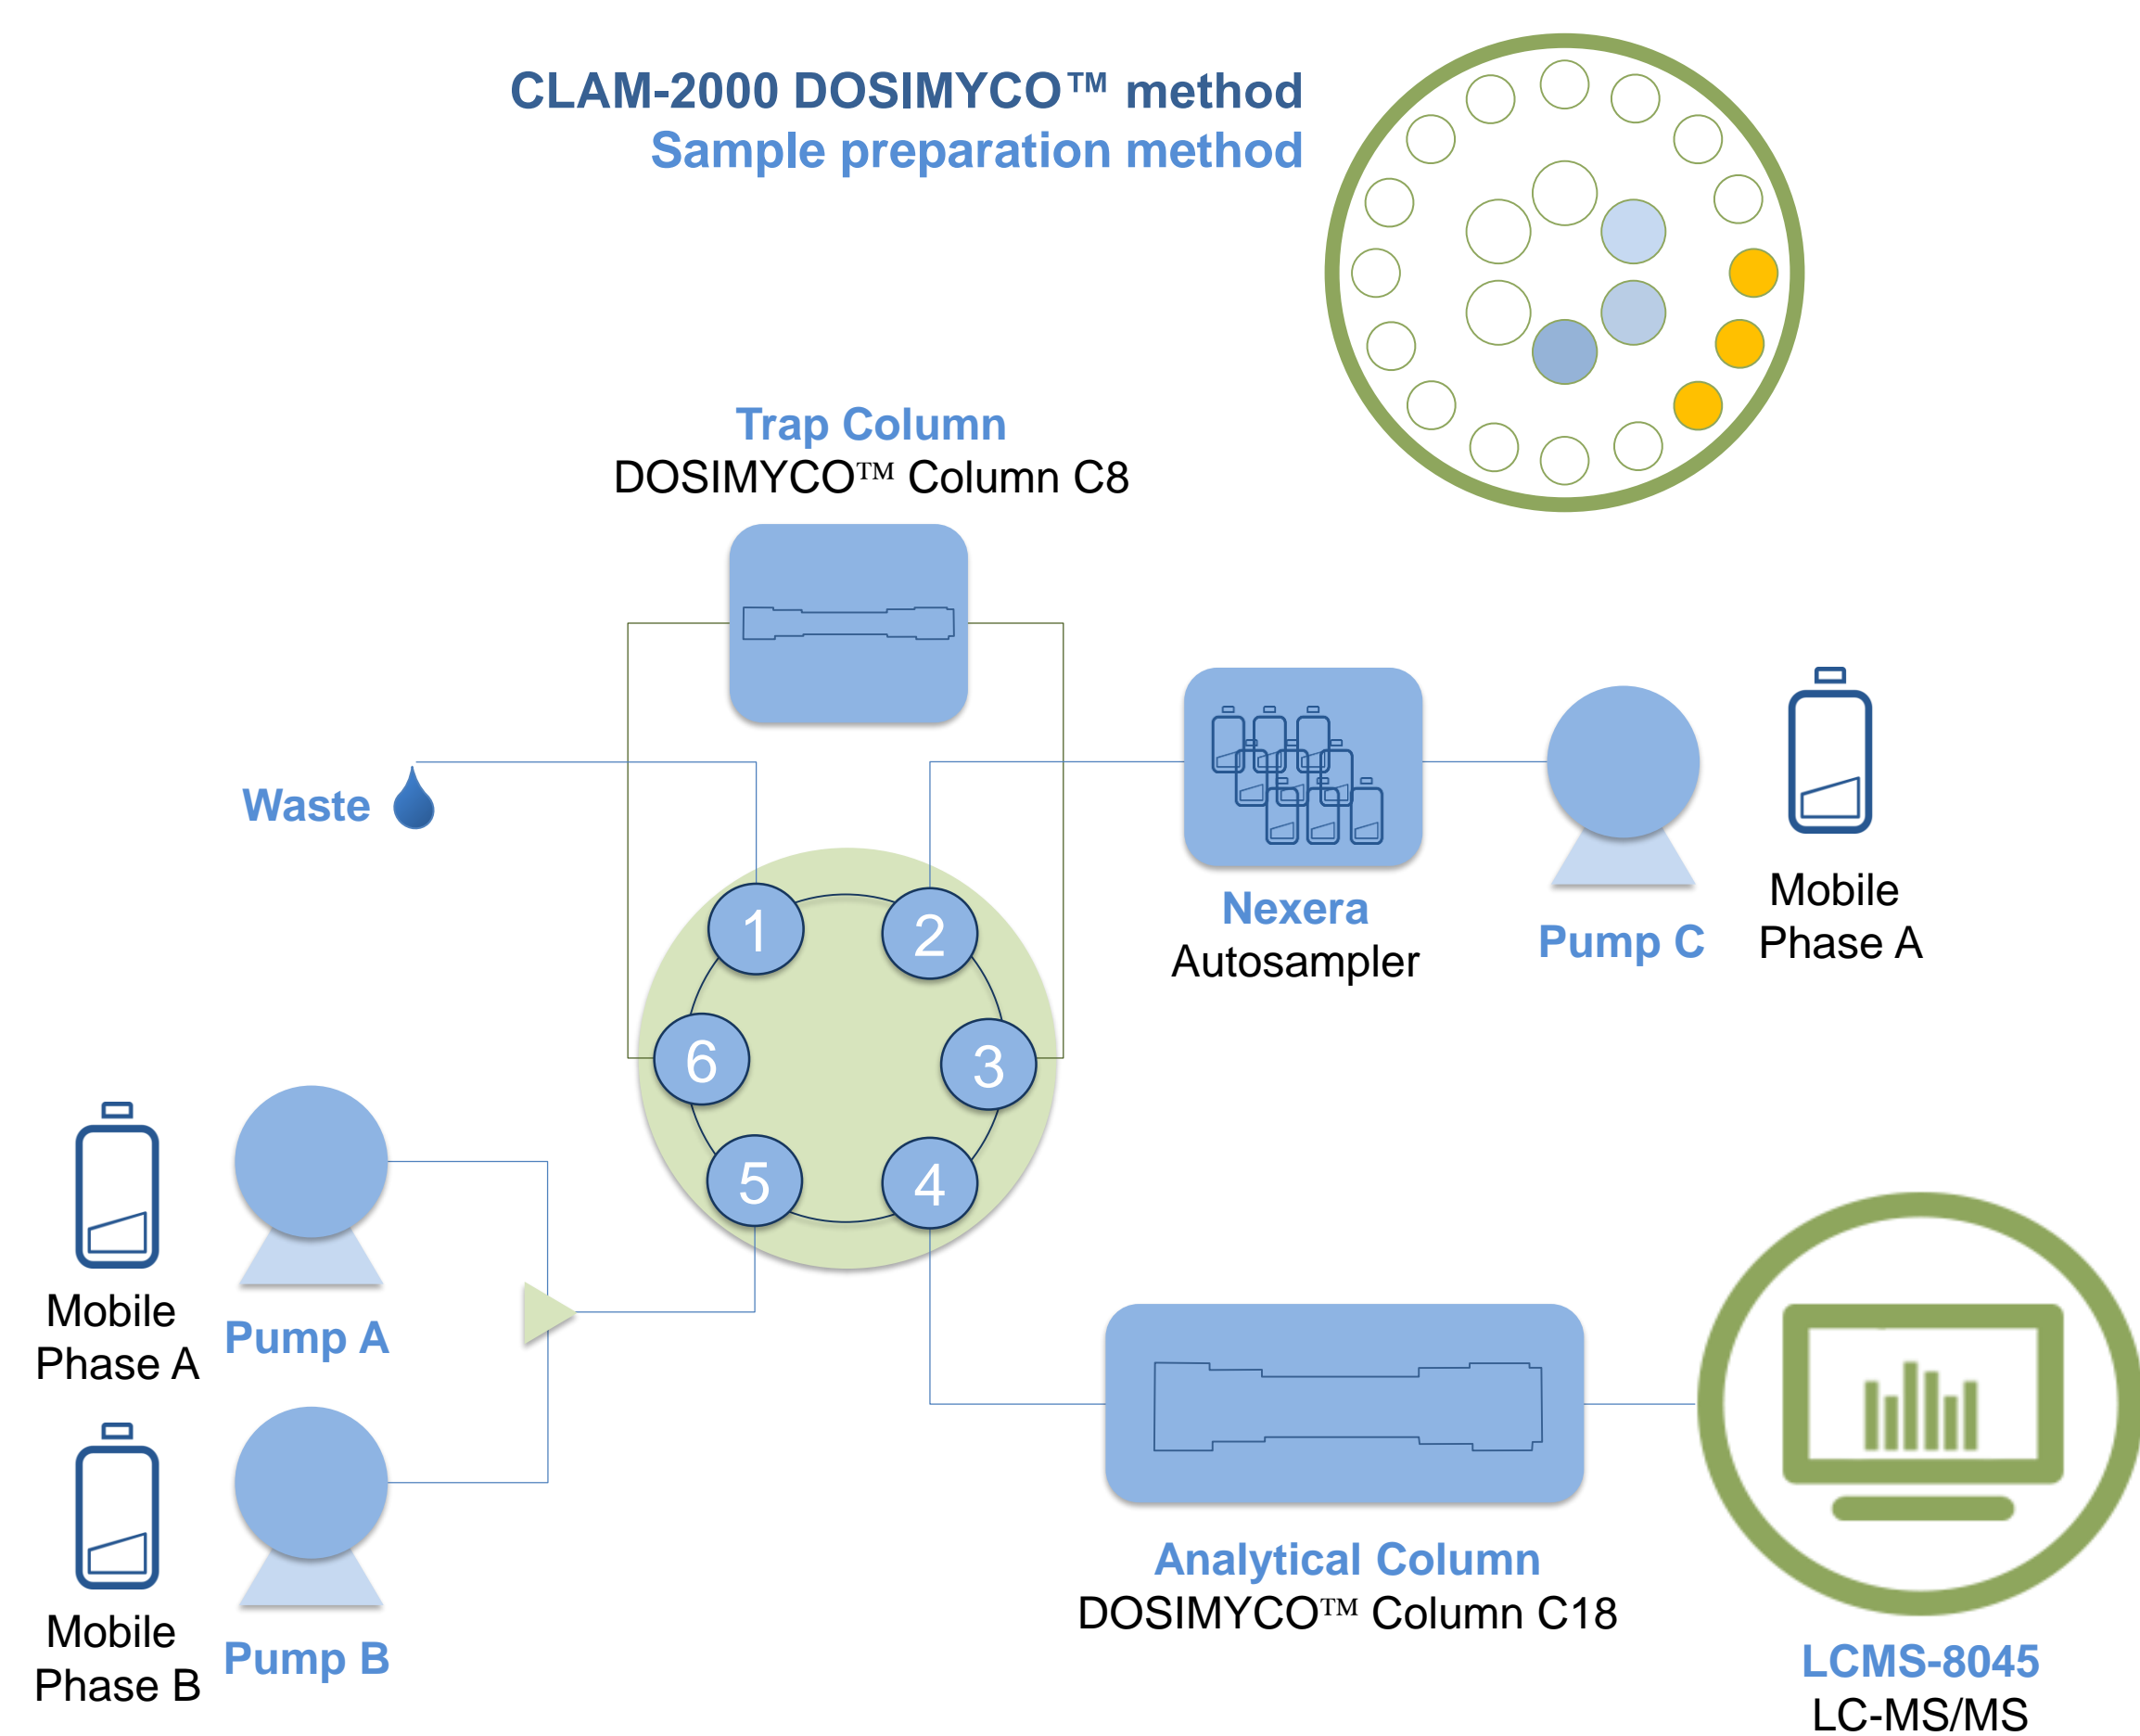 CLAM-2000 DOSIMYCO™ method
Sample preparation method
Trap Column
DOSIMYCO™ Column C8
Waste
Nexera
Autosampler
Pump C
Mobile
Phase A
1
2
6
3
5
4
Mobile
Phase A
Pump A
Mobile
Phase B
Pump B
Analytical Column
DOSIMYCO™ Column C18
LCMS-8045
LC-MS/MS